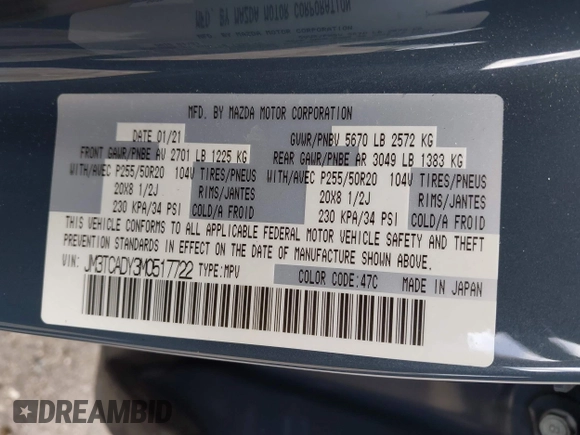 MFD. BY MAZDA MOTOR CORPORATION
DATE 01/21 GVWR/PNBV 5670 LB 2572 KG
FRONT GAWR/PNBE AV 2701 LB 1225 KG REAR GAWR/PNBE AR 3049 LB 1383 KG
WITH/AVEC P255/50R20 104V TIRES/PNEUS WITH/AVEC P255/50R20 104V TIRES/PNEUS
20X8 1/2J RIMS/JANTES 20X8 1/2J RIMS/JANTES
230 KPA/34 PSI COLD/A FROID 230 KPA/34 PSI COLD/A FROID
THIS VEHICLE CONFORMS TO ALL APPLICABLE FEDERAL MOTOR VEHICLE SAFETY AND THEFT
PREVENTION STANDARDS IN EFFECT ON THE DATE OF MANUFACTURE SHOWN ABOVE.
VIN: JM3TCADY3M0517722 TYPE:MPV
COLOR CODE:47C MADE IN JAPAN
DREAMBID